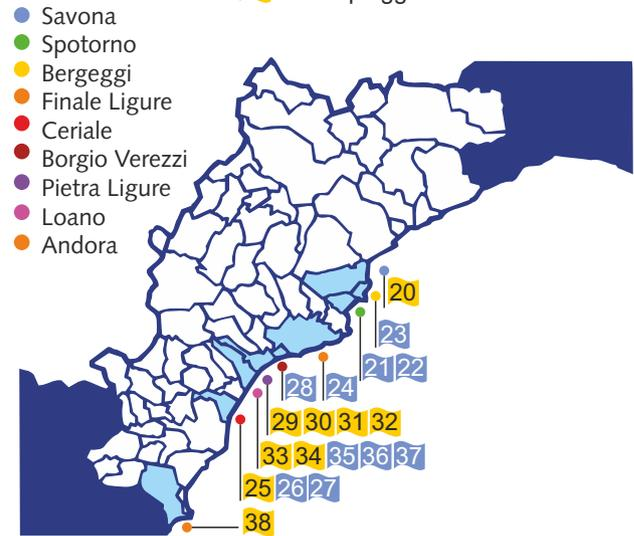 Savona
Spotorno
Bergeggi
Finale Ligure
Ceriale
Borgio Verezzi
Pietra Ligure
Loano
Andora
20
23
21 22
28 24
29 30 31 32
33 34 35 36 37
25 26 27
38